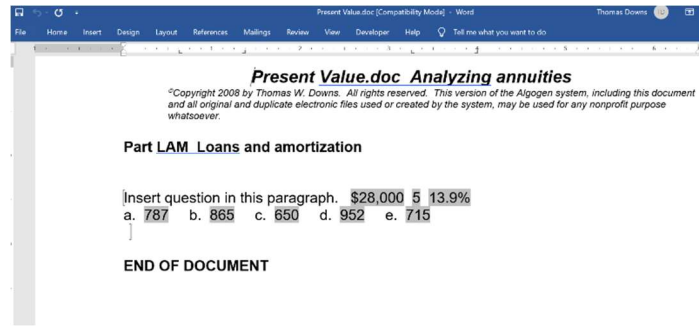 Present Value.doc [Compatibility Mode] - Word Thomas Downs TD
File Home Insert Design Layout References Mailings Review View Developer Help Tell me what you want to do
Present Value.doc Analyzing annuities
©Copyright 2008 by Thomas W. Downs. All rights reserved. This version of the Algogen system, including this document
and all original and duplicate electronic files used or created by the system, may be used for any nonprofit purpose
whatsoever.
Part LAM Loans and amortization
Insert question in this paragraph. $28,000 5 13.9%
a. 787 b. 865 c. 650 d. 952 e. 715
END OF DOCUMENT